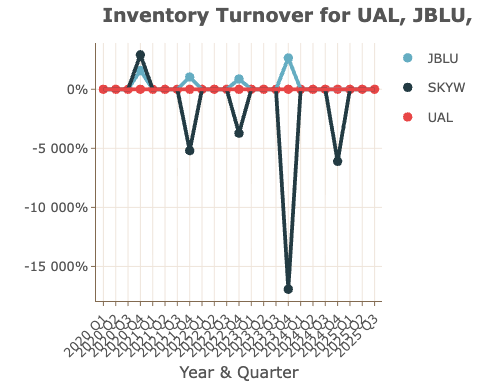 Inventory Turnover for UAL, JBLU,
JBLU
SKYW
UAL
0%
-5 000%
-10 000%
-15 000%
2020 Q1
2020 Q2
2020 Q3
2020 Q4
2021 Q1
2021 Q2
2021 Q3
2021 Q4
2022 Q1
2022 Q2
2022 Q3
2022 Q4
2023 Q1
2023 Q2
2023 Q3
2023 Q4
2024 Q1
2024 Q2
2024 Q3
2024 Q4
2025 Q1
2025 Q2
2025 Q3
Year & Quarter